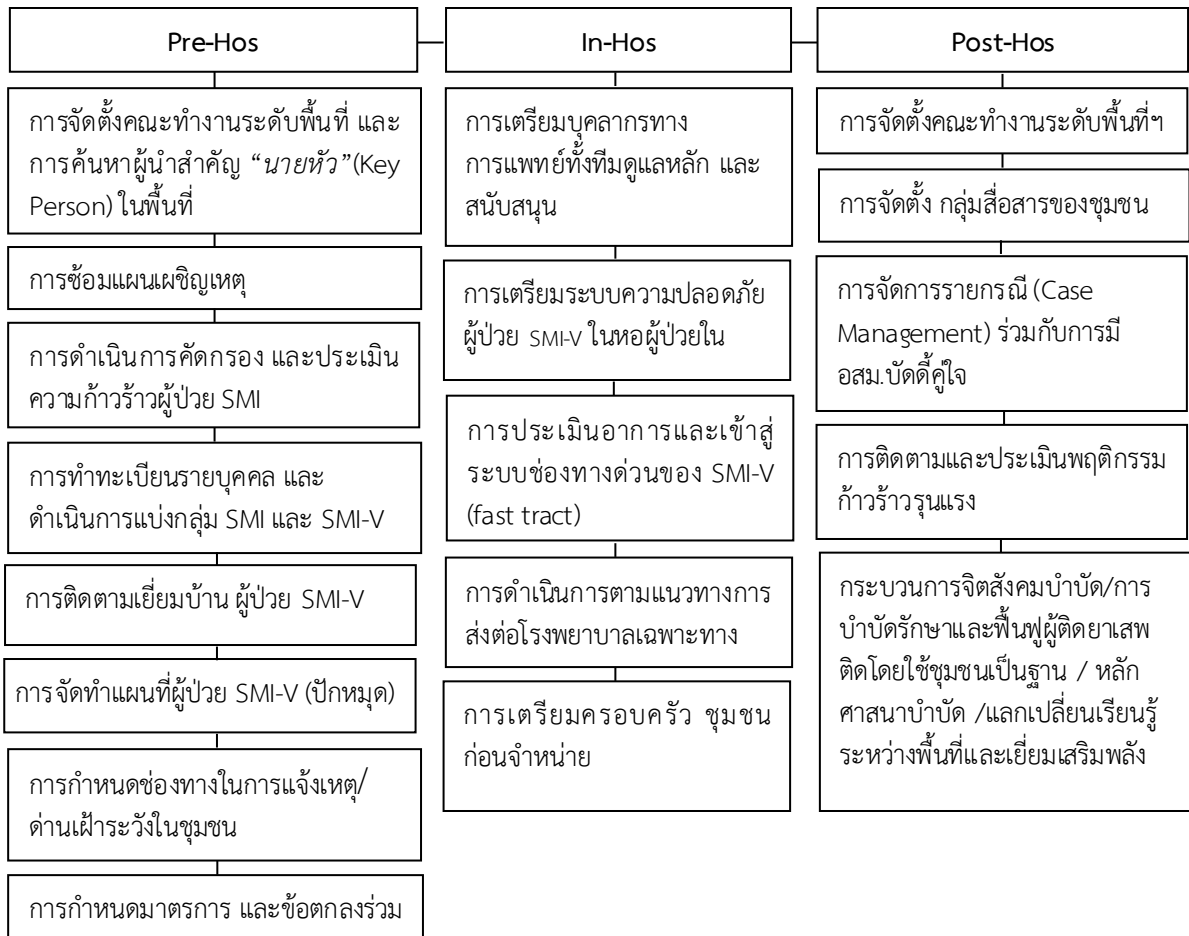 Pre-Hos
การจัดตั้งคณะทำงานระดับพื้นที่ และ
การค้นหาผู้นำสำคัญ “นายหัว”(Key
Person) ในพื้นที่
การซ้อมแผนเผชิญเหตุ
การดำเนินการคัดกรอง และประเมิน
ความก้าวร้าวผู้ป่วย SMI
การทำทะเบียนรายบุคคล และ
ดำเนินการแบ่งกลุ่ม SMI และ SMI-V
การติดตามเยี่ยมบ้าน ผู้ป่วย SMI-V
การจัดทำแผนที่ผู้ป่วย SMI-V (ปักหมุด)
การกำหนดช่องทางในการแจ้งเหตุ/
ด่านเฝ้าระวังในชุมชน
การกำหนดมาตรการ และข้อตกลงร่วม
In-Hos
การเตรียมบุคลากรทาง
การแพทย์ทั้งทีมดูแลหลัก และ
สนับสนุน
การเตรียมระบบความปลอดภัย
ผู้ป่วย SMI-V ในหอผู้ป่วยใน
การประเมินอาการและเข้าสู่
ระบบช่องทางด่วนของ SMI-V
(fast tract)
การดำเนินการตามแนวทางการ
ส่งต่อโรงพยาบาลเฉพาะทาง
การเตรียมครอบครัว ชุมชน
ก่อนจำหน่าย
Post-Hos
การจัดตั้งคณะทำงานระดับพื้นที่ฯ
การจัดตั้ง กลุ่มสื่อสารของชุมชน
การจัดการรายกรณี (Case
Management) ร่วมกับการมี
อสม.บัดดี้คู่ใจ
การติดตามและประเมินพฤติกรรม
ก้าวร้าวรุนแรง
กระบวนการจิตสังคมบำบัด/การ
บำบัดรักษาและฟื้นฟูผู้ติดยาเสพ
ติดโดยใช้ชุมชนเป็นฐาน / หลัก
ศาสนาบำบัด /แลกเปลี่ยนเรียนรู้
ระหว่างพื้นที่และเยี่ยมเสริมพลัง